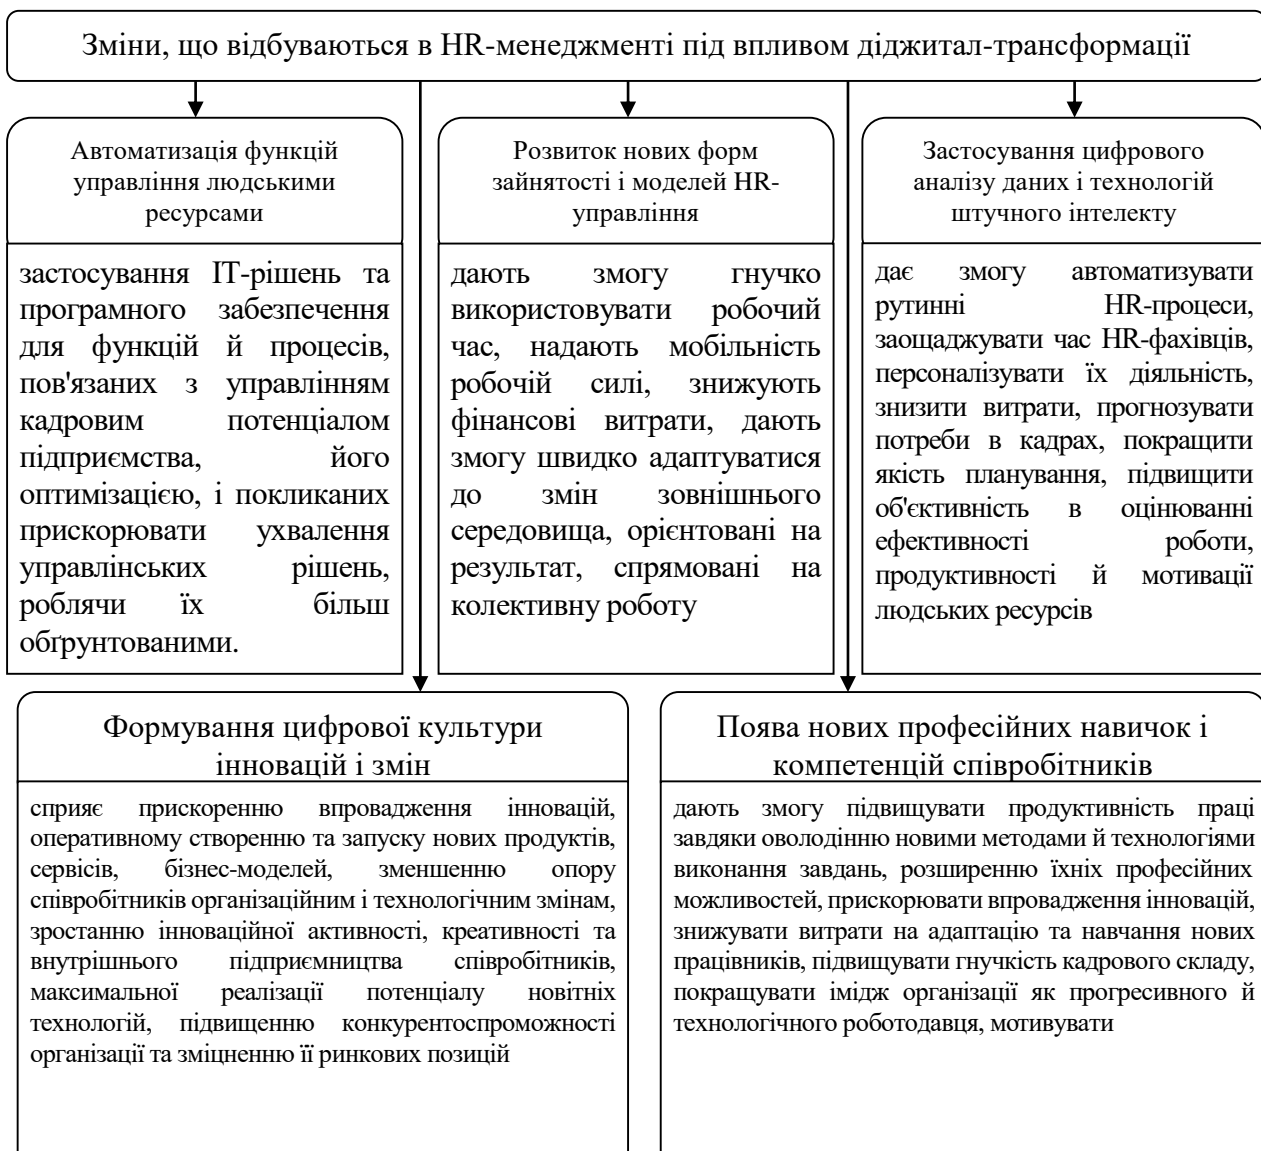 Зміни, що відбуваються в HR-менеджменті під впливом діджитал-трансформації
Автоматизація функцій
управління людськими
ресурсами
застосування ІТ-рішень та
програмного забезпечення
для функцій й процесів,
пов'язаних з управлінням
кадровим потенціалом
підприємства, його
оптимізацією, і покликаних
прискорювати ухвалення
управлінських рішень,
роблячи їх більш
обґрунтованими.
Розвиток нових форм
зайнятості і моделей HR-
управління
дають змогу гнучко
використовувати робочий
час, надають мобільність
робочій силі, знижують
фінансові витрати, дають
змогу швидко адаптуватися
до змін зовнішнього
середовища, орієнтовані на
результат, спрямовані на
колективну роботу
Застосування цифрового
аналізу даних і технологій
штучного інтелекту
дає змогу автоматизувати
рутинні HR-процеси,
заощаджувати час HR-фахівців,
персоналізувати їх діяльність,
знизити витрати, прогнозувати
потреби в кадрах, покращити
якість планування, підвищити
об'єктивність в оцінюванні
ефективності роботи,
продуктивності й мотивації
людських ресурсів
Формування цифрової культури
інновацій і змін
сприяє прискоренню впровадження інновацій,
оперативному створенню та запуску нових продуктів,
сервісів, бізнес-моделей, зменшенню опору
співробітників організаційним і технологічним змінам,
зростанню інноваційної активності, креативності та
внутрішнього підприємництва співробітників,
максимальної реалізації потенціалу новітніх
технологій, підвищенню конкурентоспроможності
організації та зміцненню її ринкових позицій
Поява нових професійних навичок і
компетенцій співробітників
дають змогу підвищувати продуктивність праці
завдяки оволодінню новими методами й технологіями
виконання завдань, розширенню їхніх професійних
можливостей, прискорювати впровадження інновацій,
знижувати витрати на адаптацію та навчання нових
працівників, підвищувати гнучкість кадрового складу,
покращувати імідж організації як прогресивного й
технологічного роботодавця, мотивувати